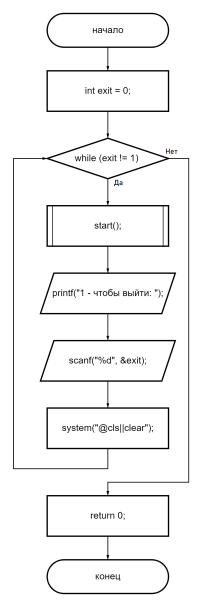 начало
int exit = 0;
while (exit != 1)
Нет
Да
start();
printf("1 - чтобы выйти: ");
scanf("%d", &exit);
system("@cls||clear");
return 0;
конец